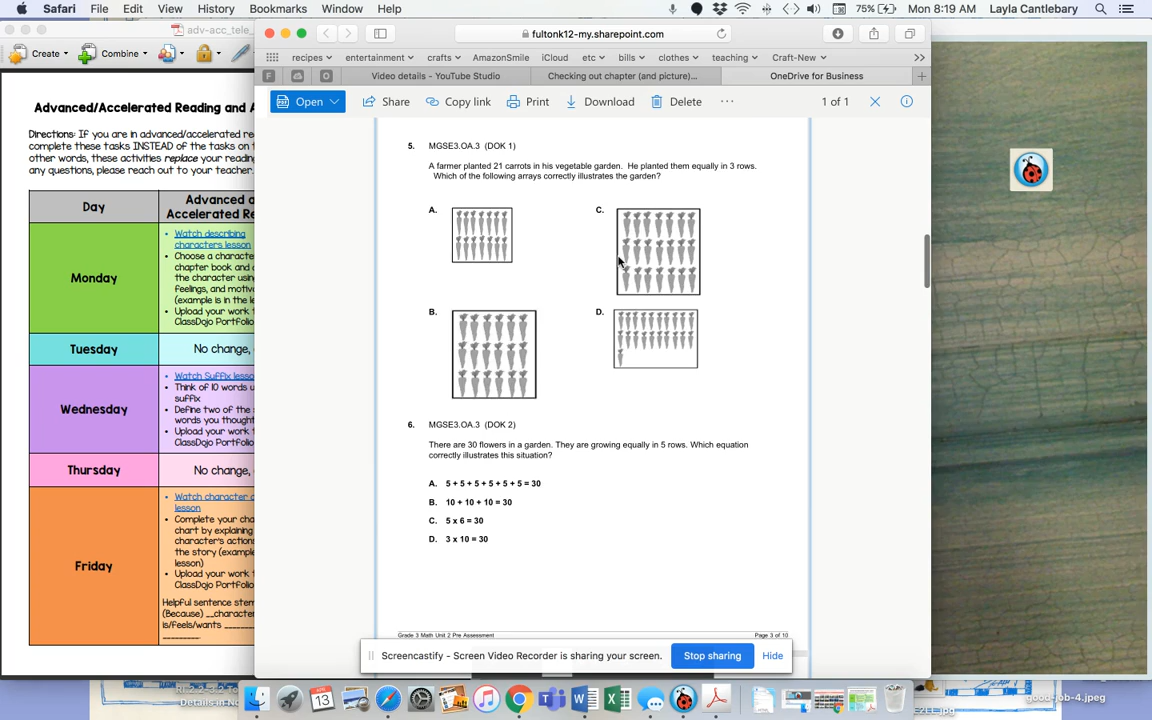 Safari File Edit View History Bookmarks Window Help 75% Mon 8:19 AM Layla Cantlebary
adv-acc_tele_
Create Combine
fultonk12-my.sharepoint.com
recipes entertainment crafts AmazonSmile iCloud etc bills clothes teaching Craft-New
F O Video details - YouTube Studio Checking out chapter (and picture)... OneDrive for Business
Open Share Copy link Print Download Delete 1 of 1
Advanced/Accelerated Reading and A
Directions: If you are in advanced/accelerated re
complete these tasks INSTEAD of the tasks on t
other words, these activities replace your readin
any questions, please reach out to your teacher.
Day
Advanced a
Accelerated Re
Monday
Watch describing
characters lesson
Choose a characte
chapter book and
the character usin
feelings, and motiv
(example is in the le
Upload your work t
ClassDojo Portfolio
Tuesday
No change,
Wednesday
Watch Suffix lesso
Think of 10 words u
suffix
Define two of the
words you thought
Upload your work t
ClassDojo Portfolio
Thursday
No change,
Friday
Watch character
lesson
Complete your cha
chart by explaining
character's actions
the story (example
lesson)
Upload your work t
ClassDojo Portfolio
Helpful sentence stem
(Because) __character
is/feels/wants
5. MGSE3.OA.3 (DOK 1)
A farmer planted 21 carrots in his vegetable garden. He planted them equally in 3 rows.
Which of the following arrays correctly illustrates the garden?
A. C.
B. D.
6. MGSE3.OA.3 (DOK 2)
There are 30 flowers in a garden. They are growing equally in 5 rows. Which equation
correctly illustrates this situation?
A. 5 + 5 + 5 + 5 + 5 + 5 = 30
B. 10 + 10 + 10 = 30
C. 5 x 6 = 30
D. 3 x 10 = 30
Grade 3 Math Unit 2 Pre Assessment Page 3 of 10
Screencastify - Screen Video Recorder is sharing your screen. Stop sharing Hide
Details in No
good-job-4.jpeg